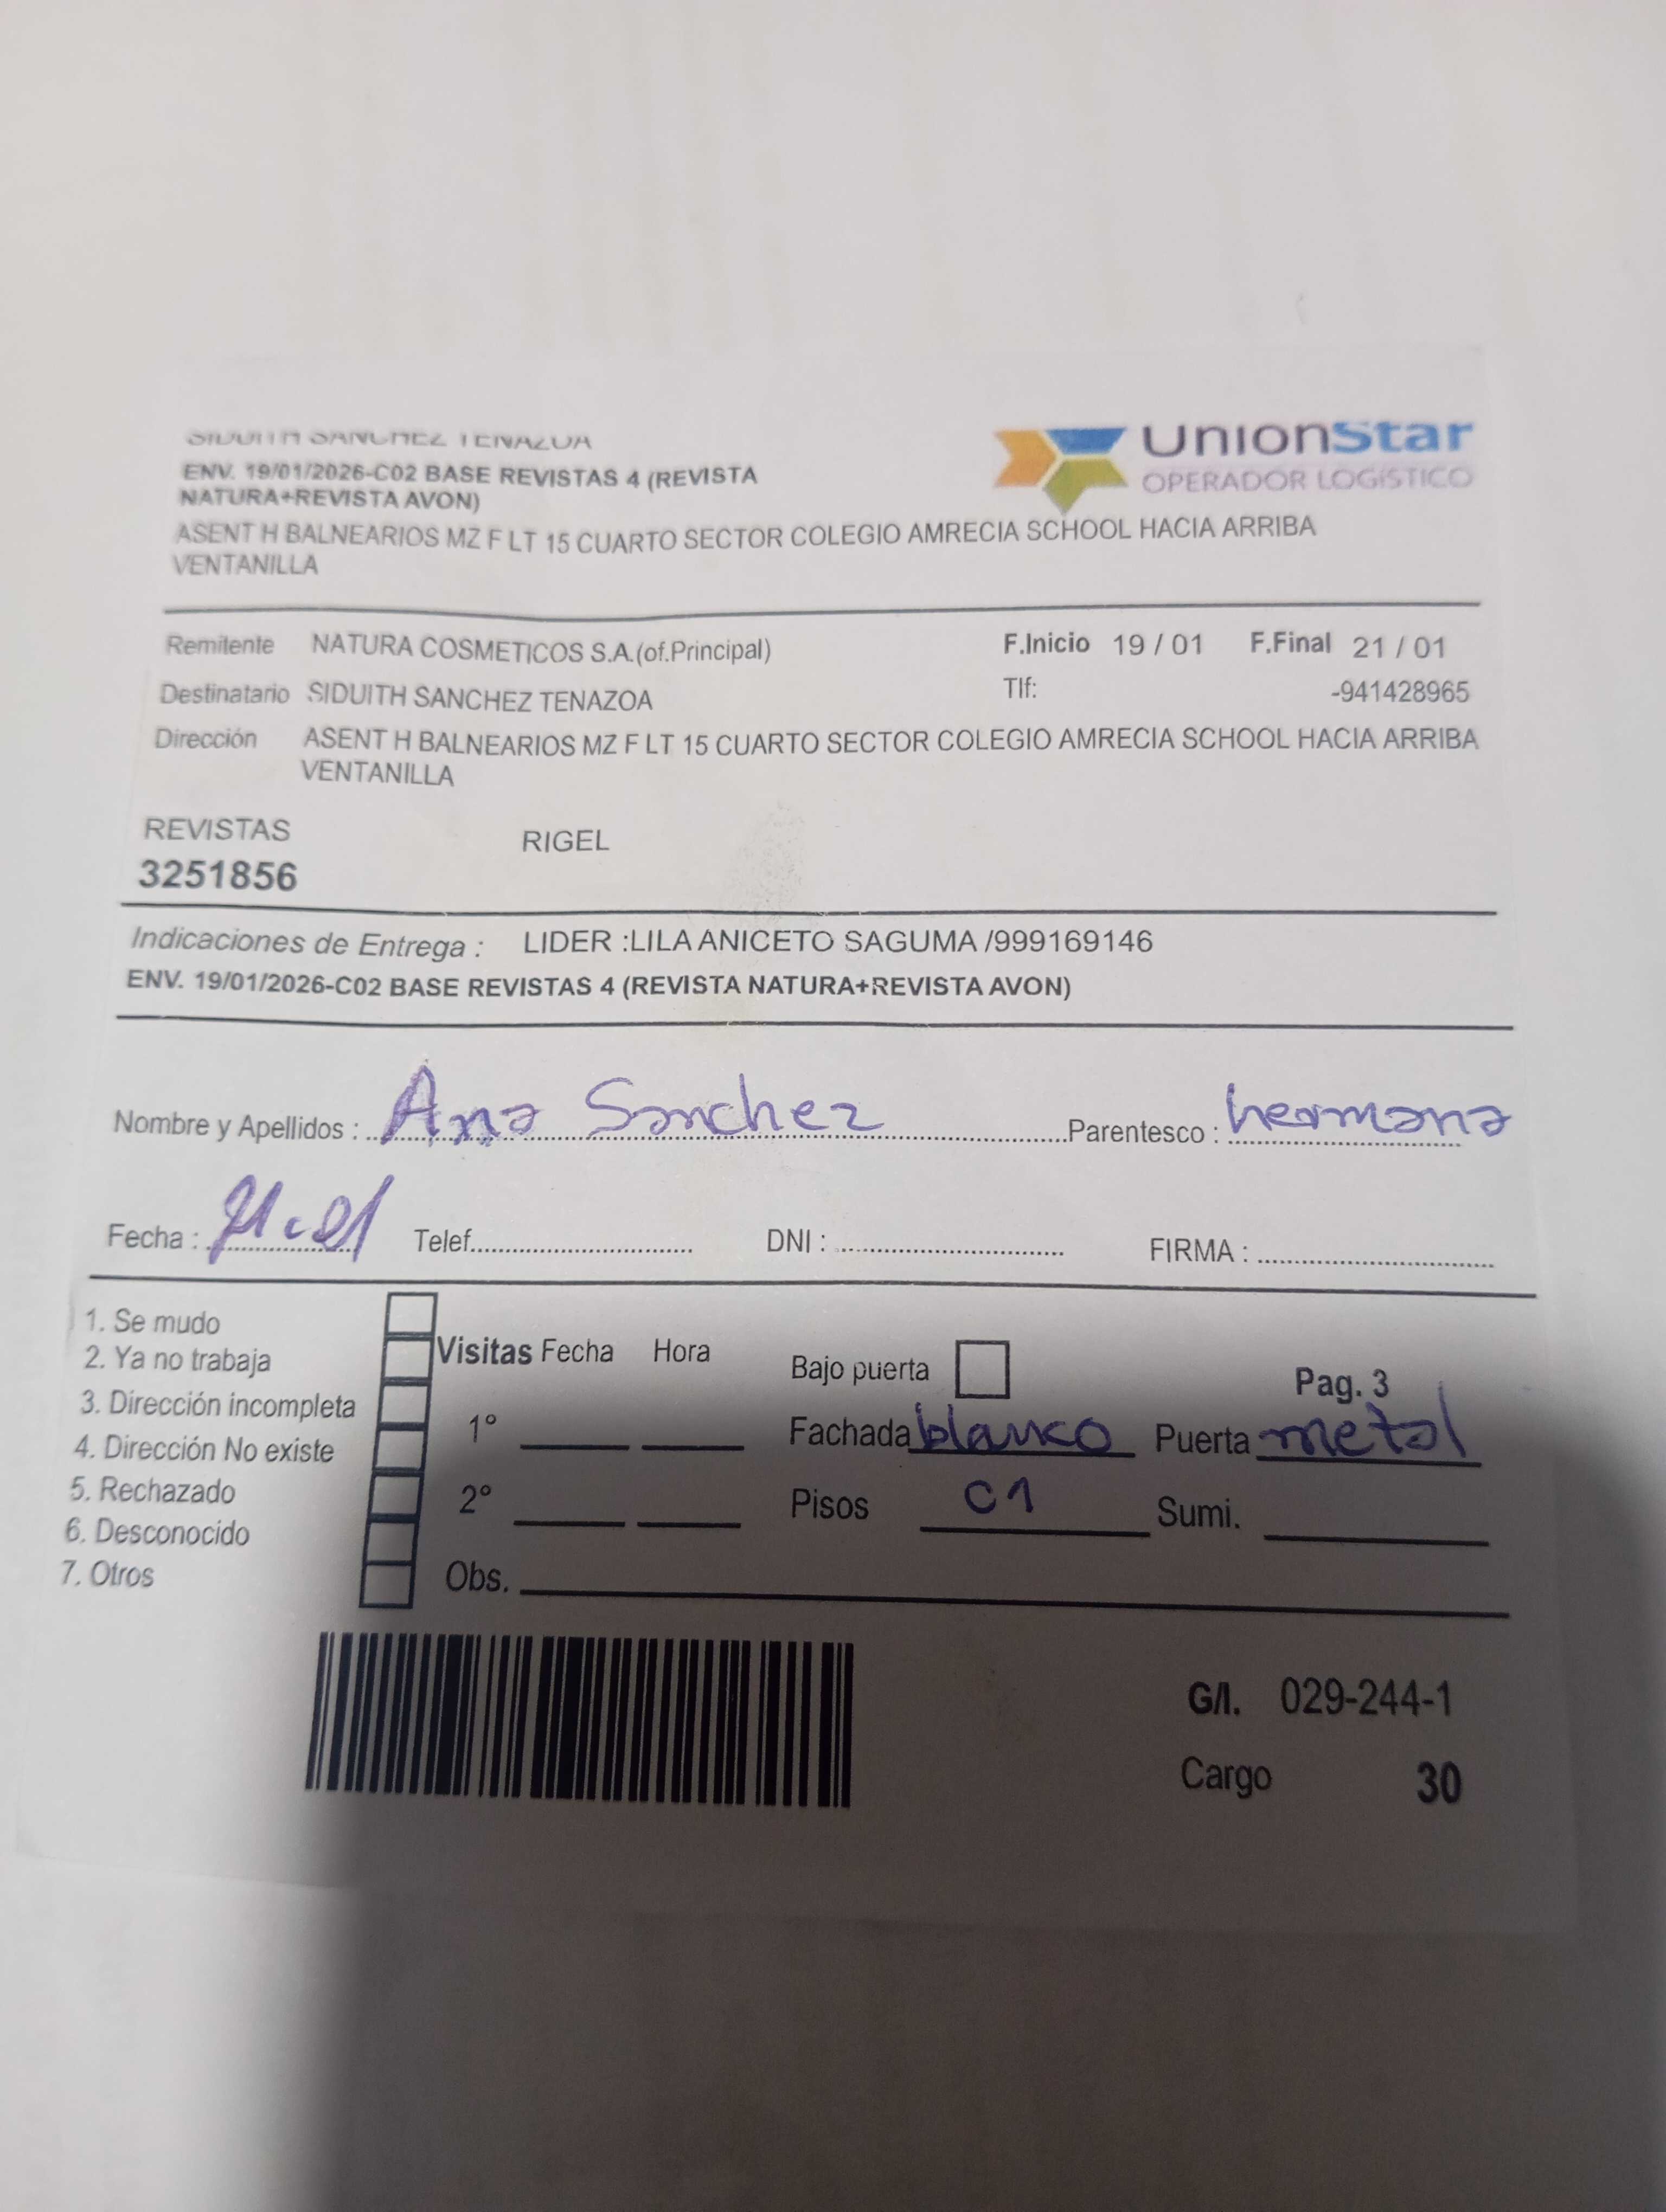 SIDUITH SANCHEZ TENAZOA
UnionStar
OPERADOR LOGÍSTICO
ENV. 19/01/2026-C02 BASE REVISTAS 4 (REVISTA
NATURA+REVISTA AVON)
ASENT H BALNEARIOS MZ F LT 15 CUARTO SECTOR COLEGIO AMRECIA SCHOOL HACIA ARRIBA
VENTANILLA
Remitente NATURA COSMETICOS S.A.(of.Principal) F.Inicio 19 / 01 F.Final 21 / 01
Destinatario SIDUITH SANCHEZ TENAZOA Tlf: -941428965
Dirección ASENT H BALNEARIOS MZ F LT 15 CUARTO SECTOR COLEGIO AMRECIA SCHOOL HACIA ARRIBA
VENTANILLA
REVISTAS RIGEL
3251856
Indicaciones de Entrega : LIDER :LILA ANICETO SAGUMA /999169146
ENV. 19/01/2026-C02 BASE REVISTAS 4 (REVISTA NATURA+REVISTA AVON)
Nombre y Apellidos : Ana Sanchez Parentesco : hermana
Fecha : Telef. DNI : FIRMA :
1. Se mudo
2. Ya no trabaja
3. Dirección incompleta
4. Dirección No existe
5. Rechazado
6. Desconocido
7. Otros
Visitas Fecha Hora Bajo puerta Pag. 3
1° Fachada blanco Puerta metal
2° Pisos 01 Sumi.
Obs.
G/I. 029-244-1
Cargo 30